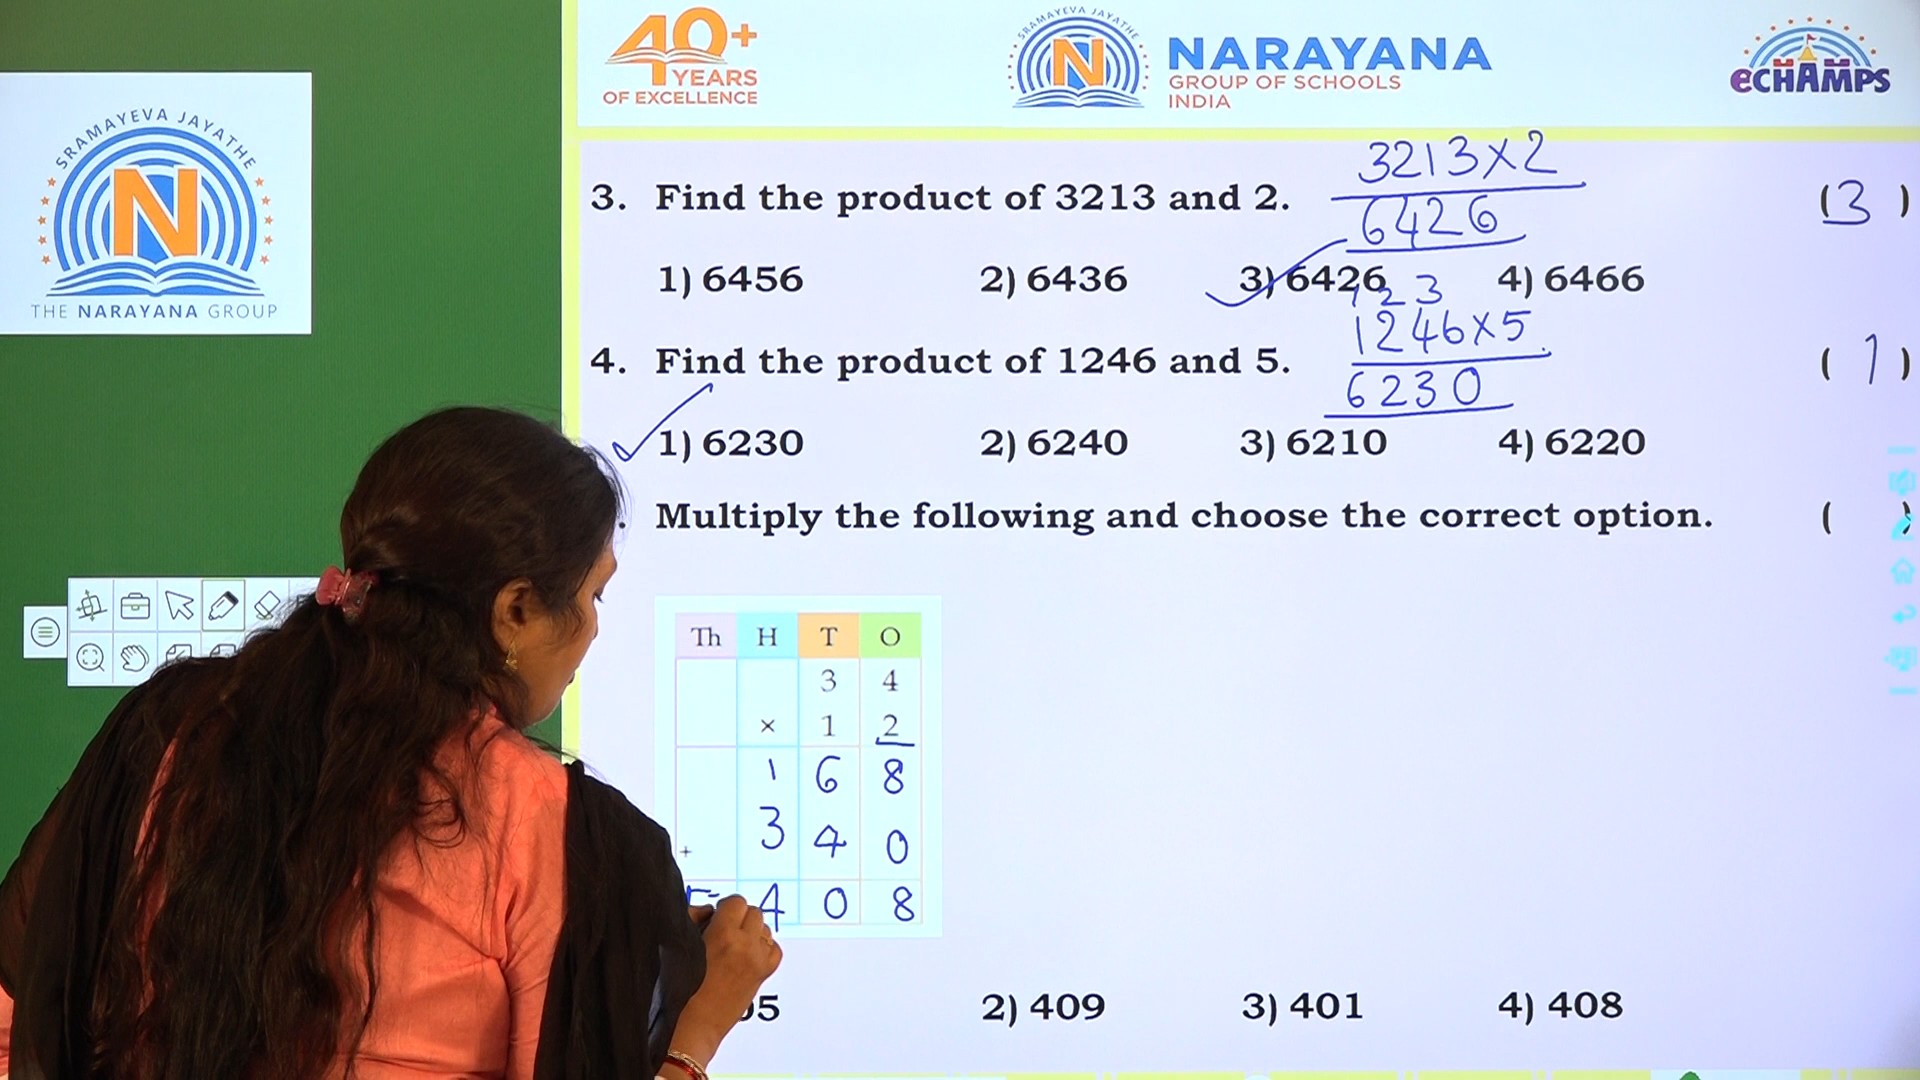 40+
YEARS
OF EXCELLENCE
SRAMAYEVA JAYATHE
N
NARAYANA
GROUP OF SCHOOLS
INDIA
eCHAMPS
SRAMAYEVA JAYATHE
N
THE NARAYANA GROUP
3213×2
3. Find the product of 3213 and 2. ( 3 )
6426
1) 6456 2) 6436 3) 6426 4) 6466
1 2 3
1246×5
4. Find the product of 1246 and 5. ( 1 )
6230
1) 6230 2) 6240 3) 6210 4) 6220
. Multiply the following and choose the correct option. ( )
Th H T O
3 4
× 1 2
1 6 8
+ 3 4 0
4 0 8
5 2) 409 3) 401 4) 408